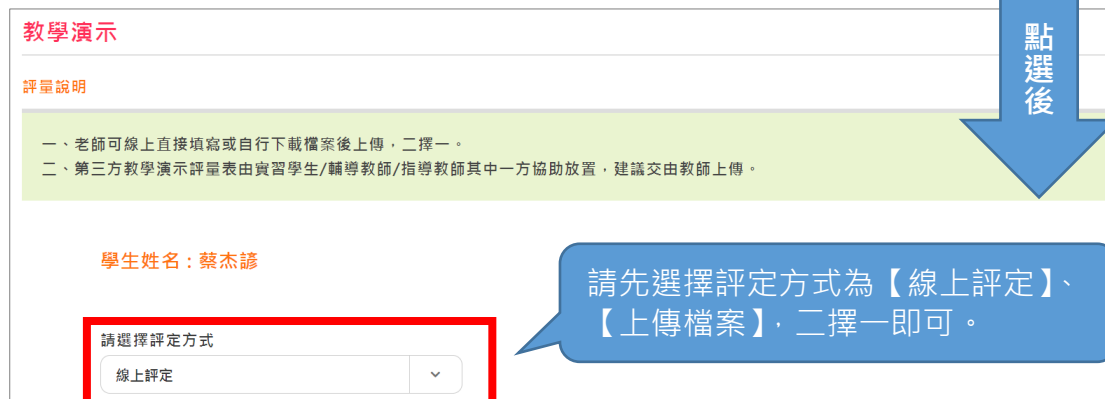 教學演示
點選後
評量說明
一、老師可線上直接填寫或自行下載檔案後上傳，二擇一。
二、第三方教學演示評量表由實習學生/輔導教師/指導教師其中一方協助放置，建議交由教師上傳。
學生姓名：蔡杰諺
請先選擇評定方式為【線上評定】、
【上傳檔案】，二擇一即可。
請選擇評定方式
線上評定